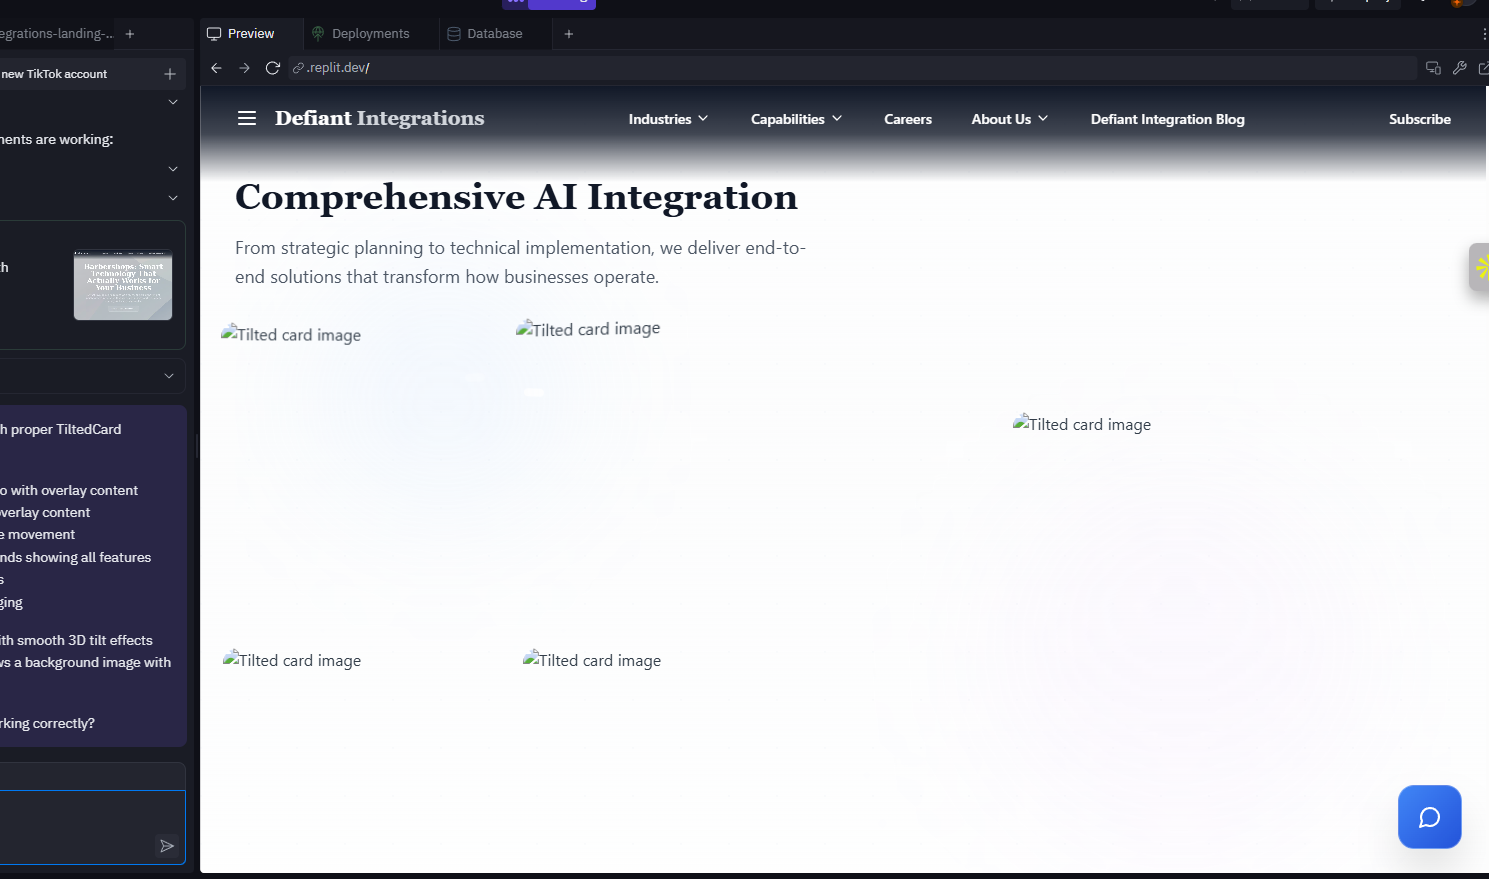 egrations-landing-...
Preview
Deployments
Database
new TikTok account
.replit.dev/
Defiant Integrations
Industries
Capabilities
Careers
About Us
Defiant Integration Blog
Subscribe
nents are working:
h
Barbershops: Smart
Technology That
Actually Works for
Your Business
h proper TiltedCard
o with overlay content
overlay content
e movement
nds showing all features
s
ging
ith smooth 3D tilt effects
ws a background image with
rking correctly?
Comprehensive AI Integration
From strategic planning to technical implementation, we deliver end-to-
end solutions that transform how businesses operate.
Tilted card image
Tilted card image
Tilted card image
Tilted card image
Tilted card image